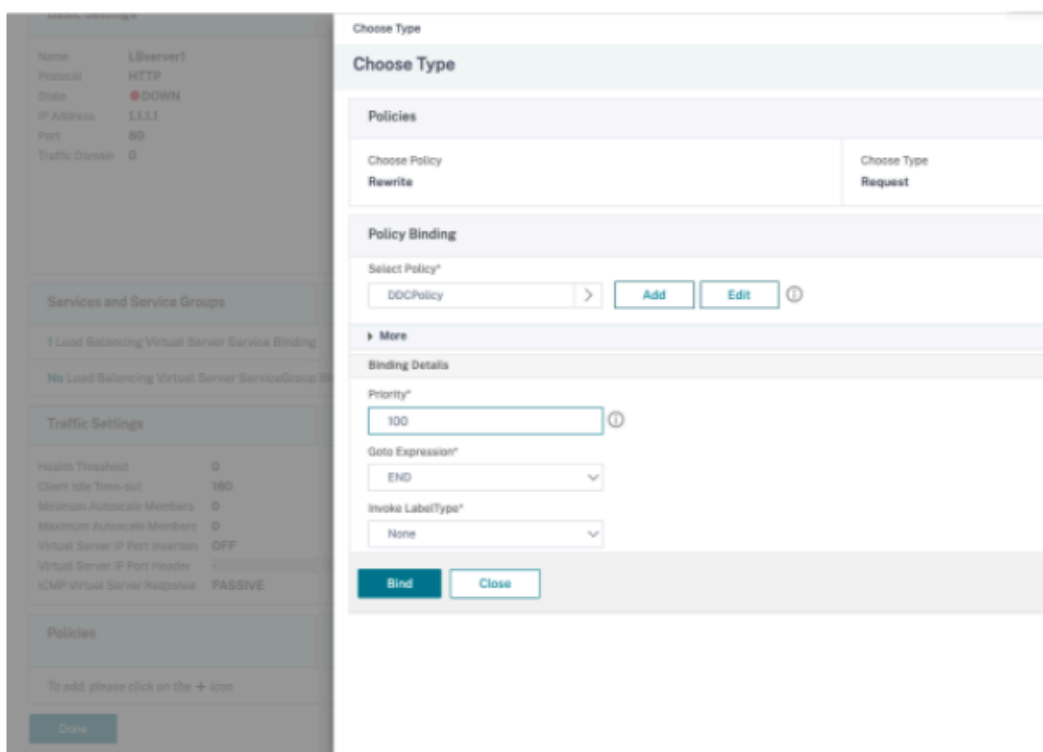 Basic Settings
Name LBserver1
Protocol HTTP
State DOWN
IP Address 1.1.1.1
Port 80
Traffic Domain 0
Services and Service Groups
1 Load Balancing Virtual Server Service Binding
No Load Balancing Virtual Server ServiceGroup
Traffic Settings
Health Threshold 0
Client Idle Time-out 180
Minimum Autoscale Members 0
Maximum Autoscale Members 0
Virtual Server IP Port Insertion OFF
Virtual Server IP Port Header -
ICMP Virtual Server Response PASSIVE
Policies
To add, please click on the + icon
Done
Choose Type
Choose Type
Policies
Choose Policy
Rewrite
Choose Type
Request
Policy Binding
Select Policy*
DDCPolicy
Add
Edit
More
Binding Details
Priority*
100
Goto Expression*
END
Invoke LabelType*
None
Bind
Close